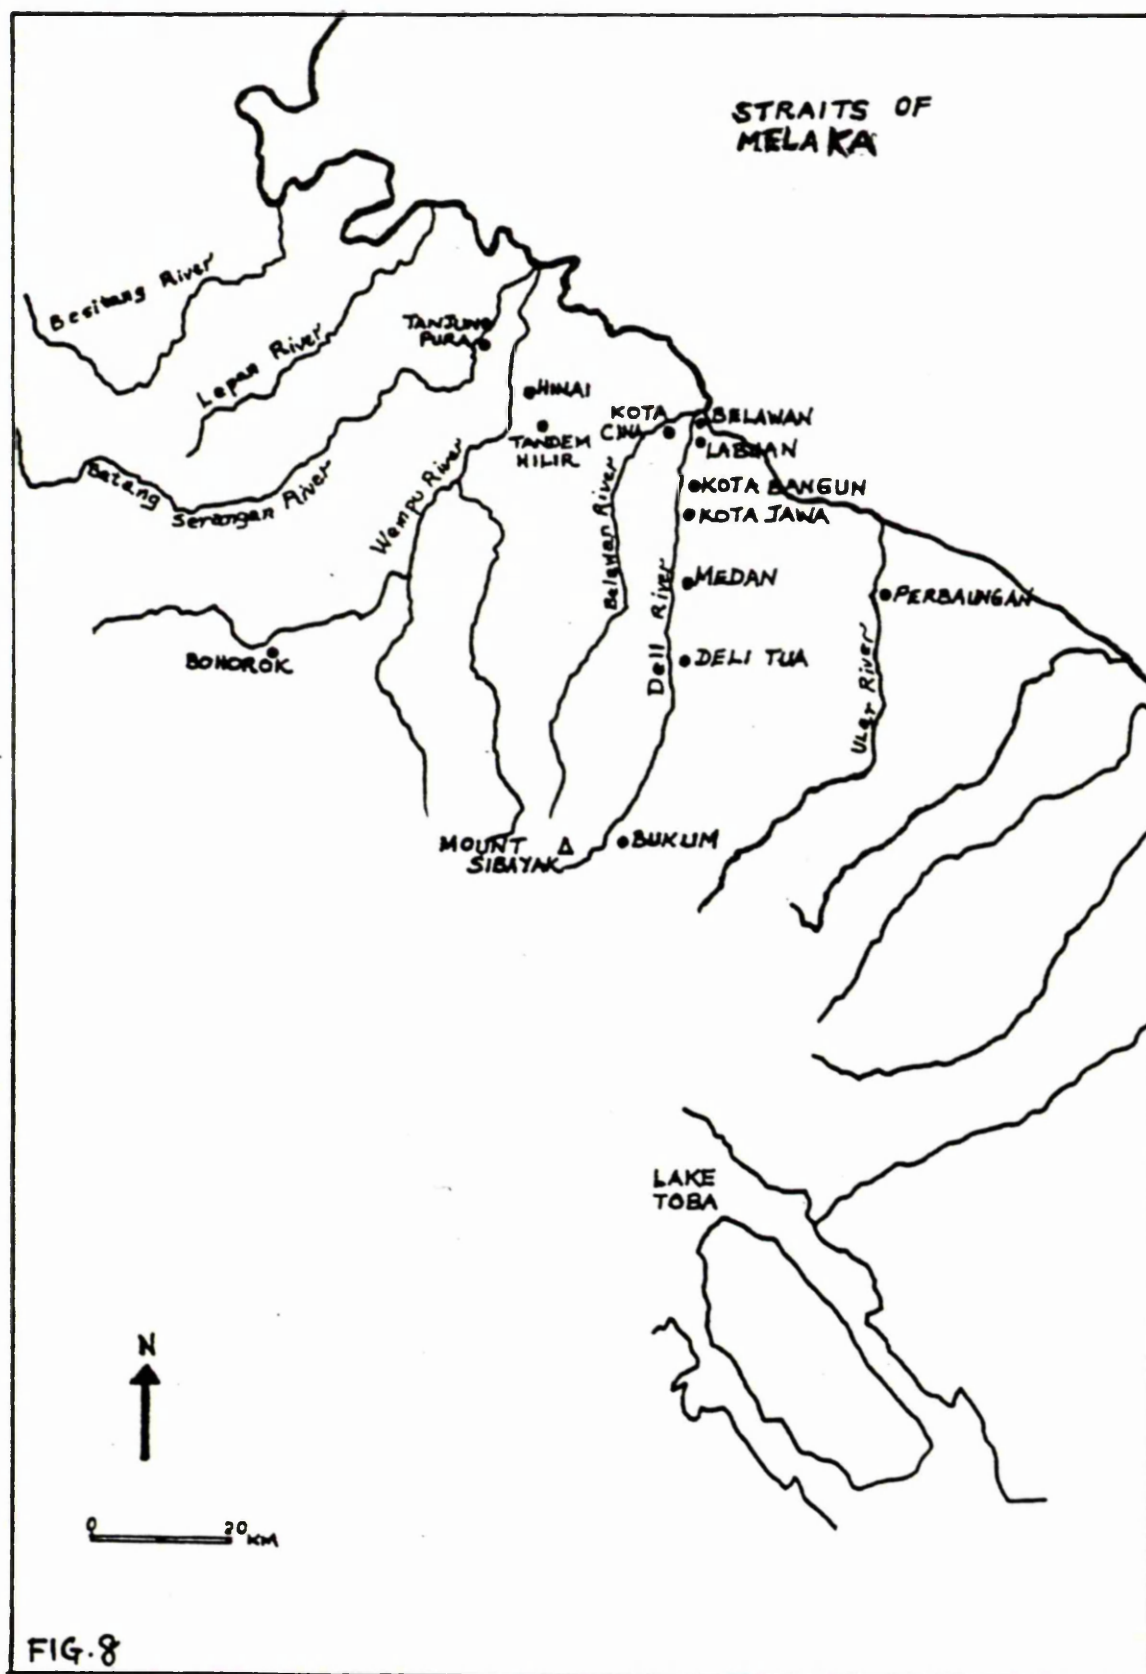 STRAITS OF
MELAKA
Besitang River
Lepan River
TANJUNG
PURA
HINAI
KOTA
CINA
BELAWAN
TANDEM
HILIR
LABUAN
Batang
Serangan River
Wampu River
Belawan River
KOTA BANGUN
KOTA JAWA
Deli River
MEDAN
PERBAUNGAN
BOHOROK
DELI TUA
Ular River
MOUNT
SIBAYAK
BUKUM
LAKE
TOBA
N
0 20 KM
FIG. 8